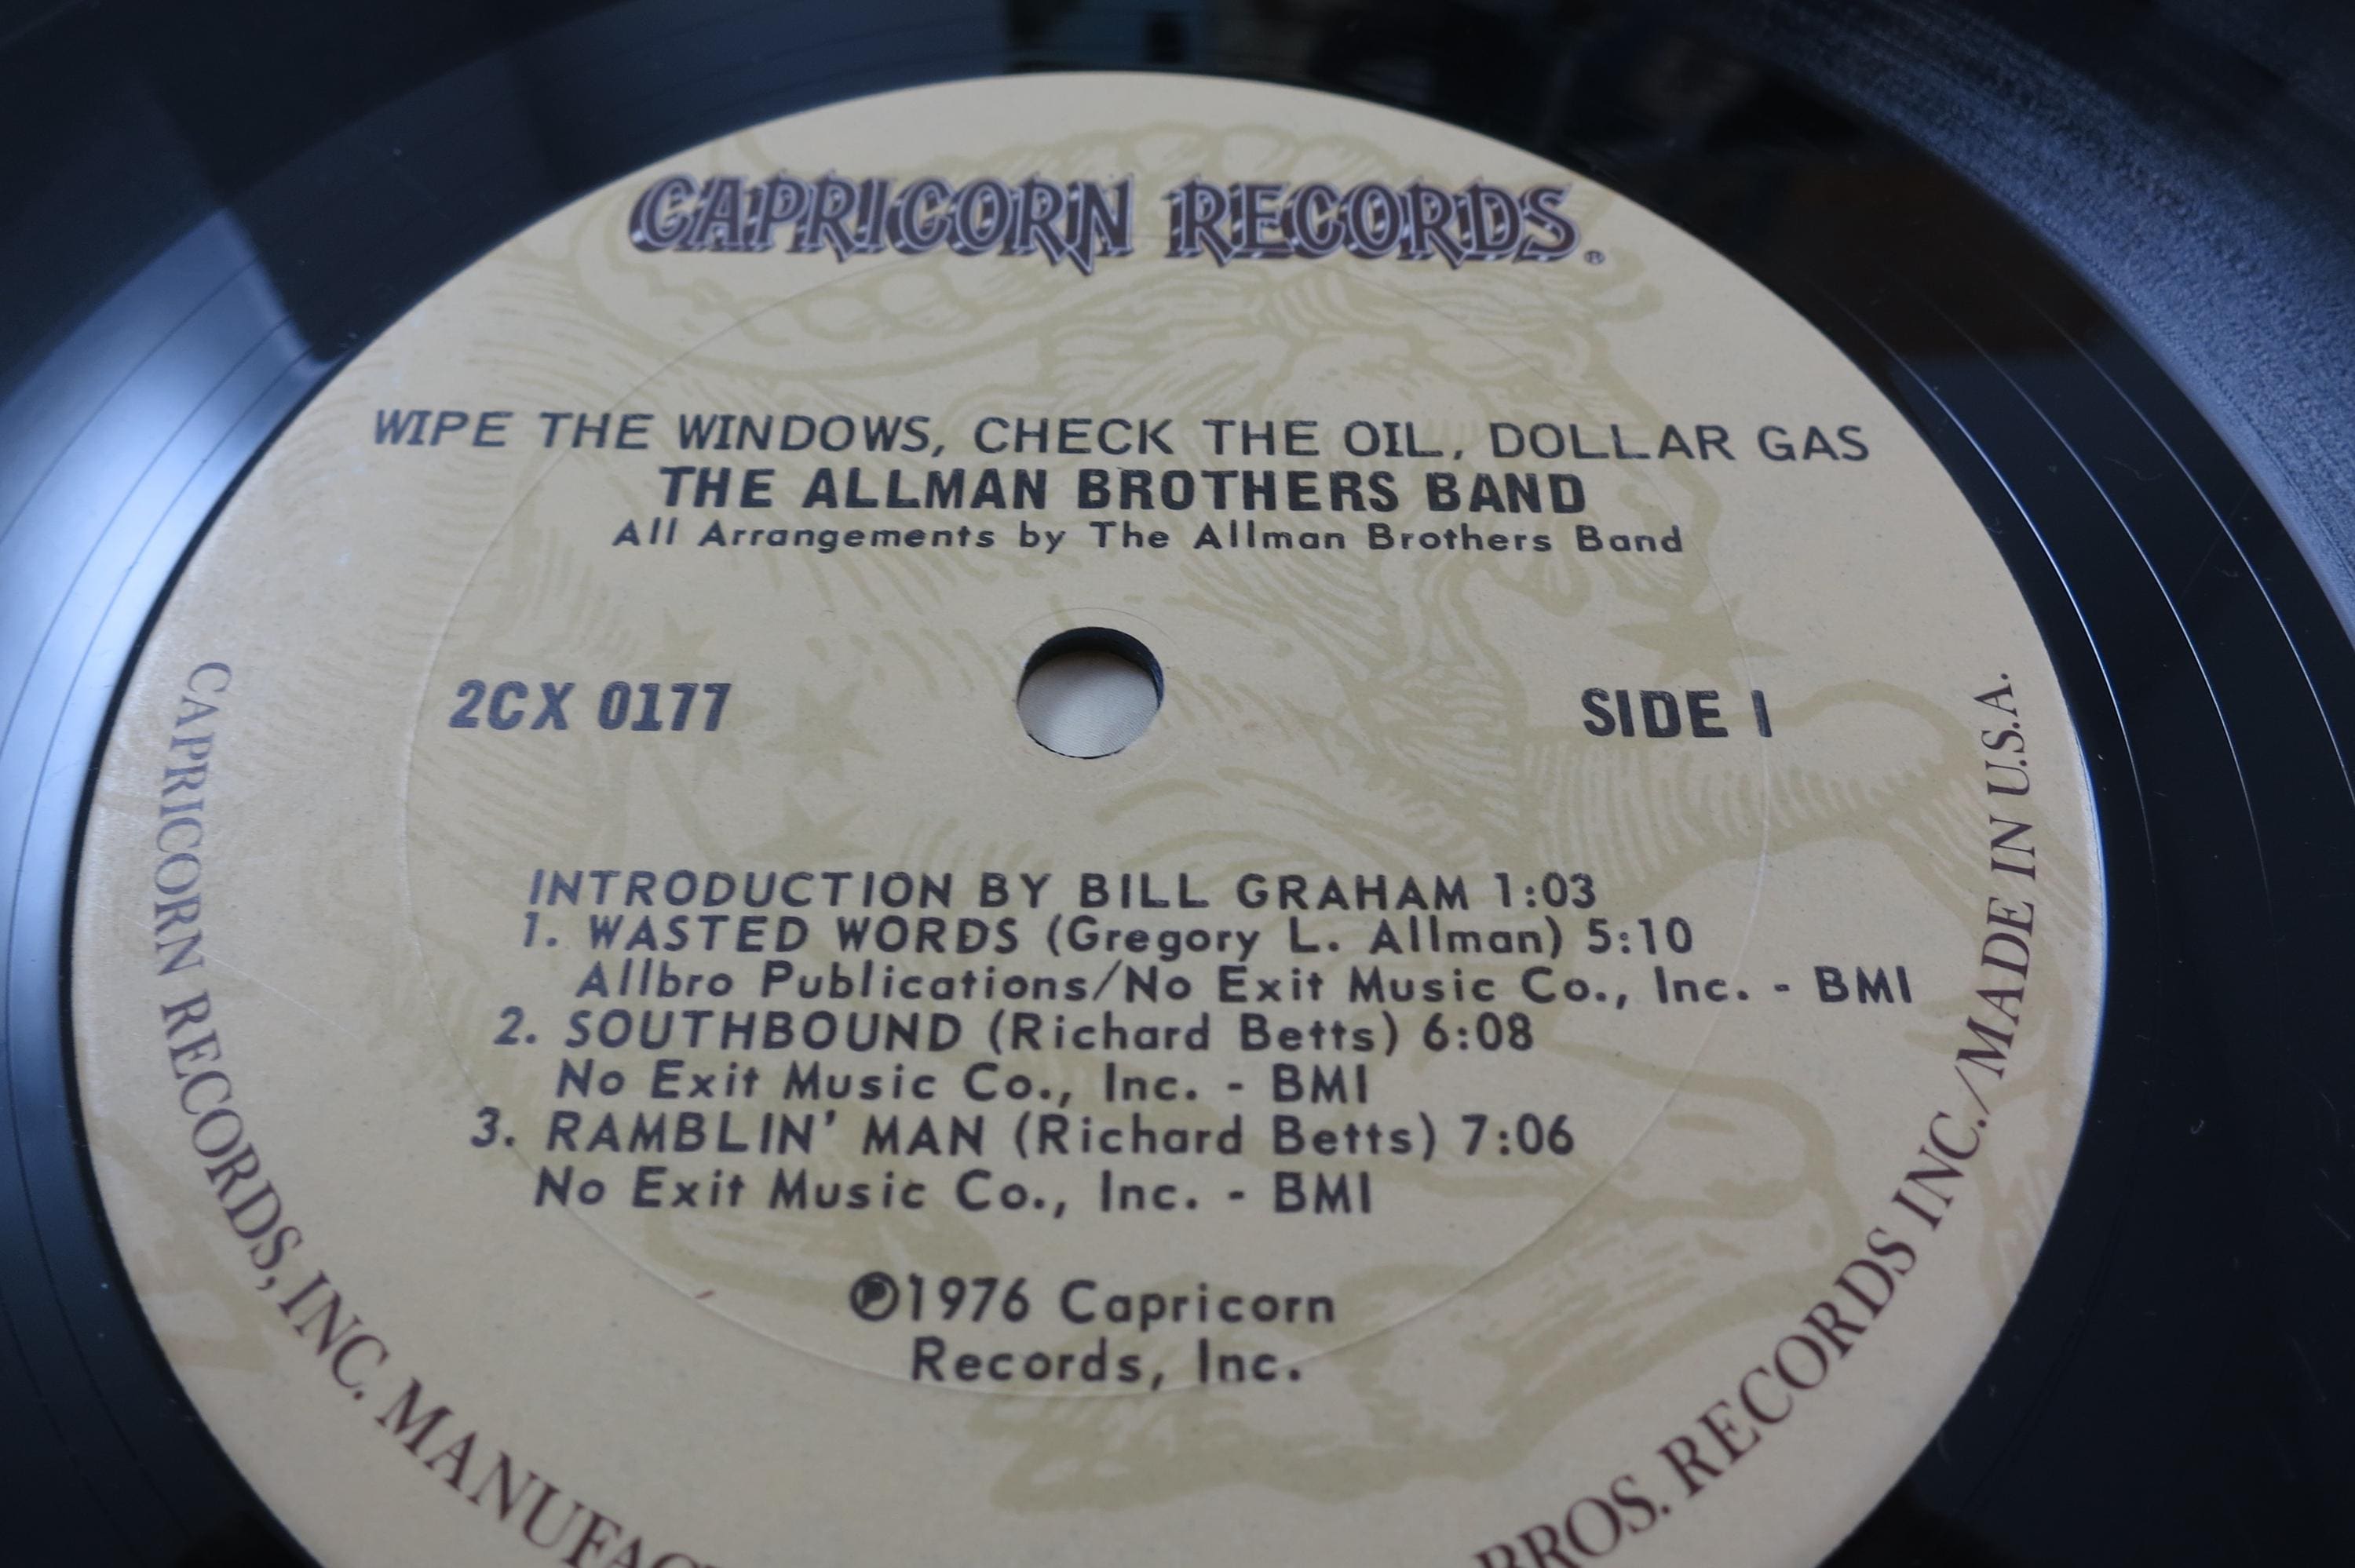 CAPRICORN RECORDS®
WIPE THE WINDOWS, CHECK THE OIL, DOLLAR GAS
THE ALLMAN BROTHERS BAND
All Arrangements by The Allman Brothers Band
2CX 0177
SIDE 1
INTRODUCTION BY BILL GRAHAM 1:03
1. WASTED WORDS (Gregory L. Allman) 5:10
Allbro Publications/No Exit Music Co., Inc. - BMI
2. SOUTHBOUND (Richard Betts) 6:08
No Exit Music Co., Inc. - BMI
3. RAMBLIN' MAN (Richard Betts) 7:06
No Exit Music Co., Inc. - BMI
℗1976 Capricorn
Records, Inc.
CAPRICORN RECORDS, INC. MANUFAC
BROS. RECORDS INC./MADE IN U.S.A.